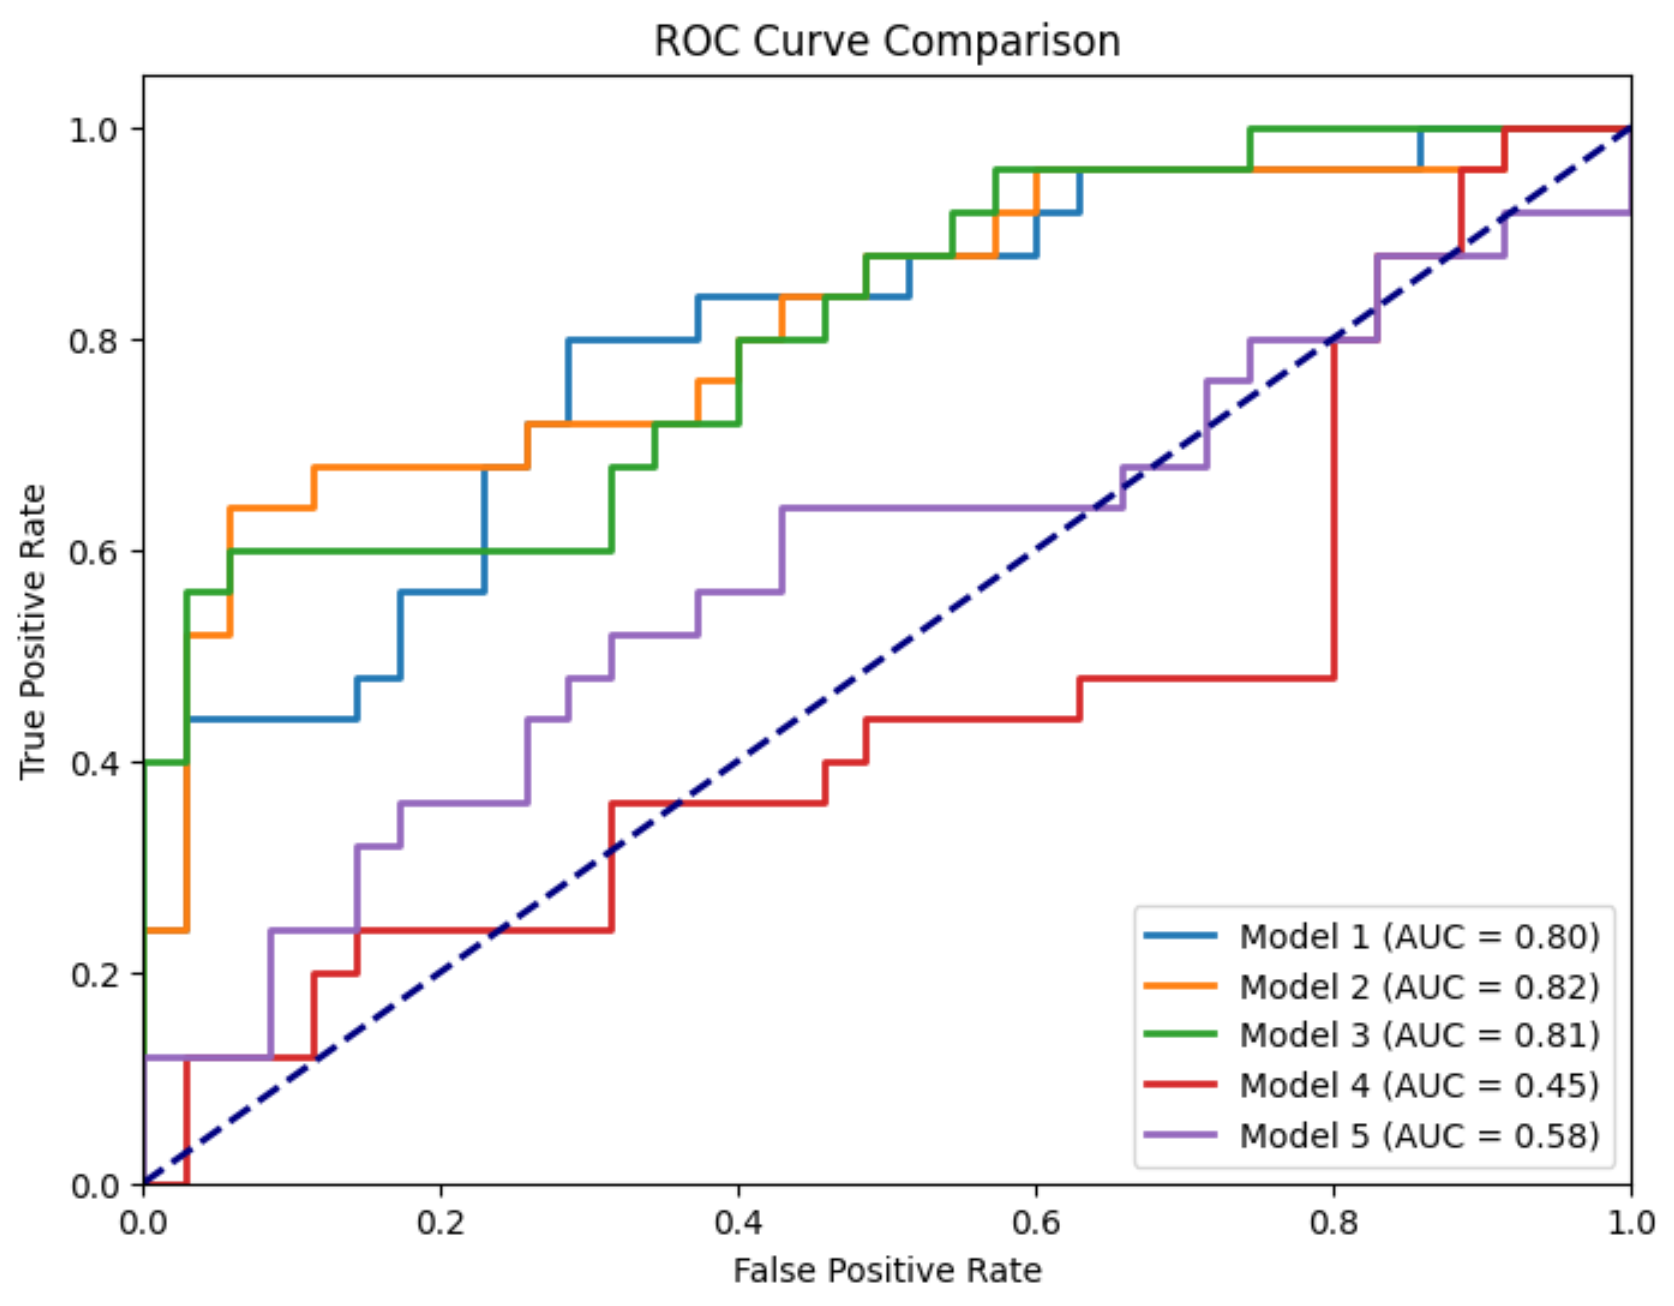 ROC Curve Comparison
1.0
0.8
0.6
0.4
0.2
0.0
True Positive Rate
Model 1 (AUC = 0.80)
Model 2 (AUC = 0.82)
Model 3 (AUC = 0.81)
Model 4 (AUC = 0.45)
Model 5 (AUC = 0.58)
0.0 0.2 0.4 0.6 0.8 1.0
False Positive Rate